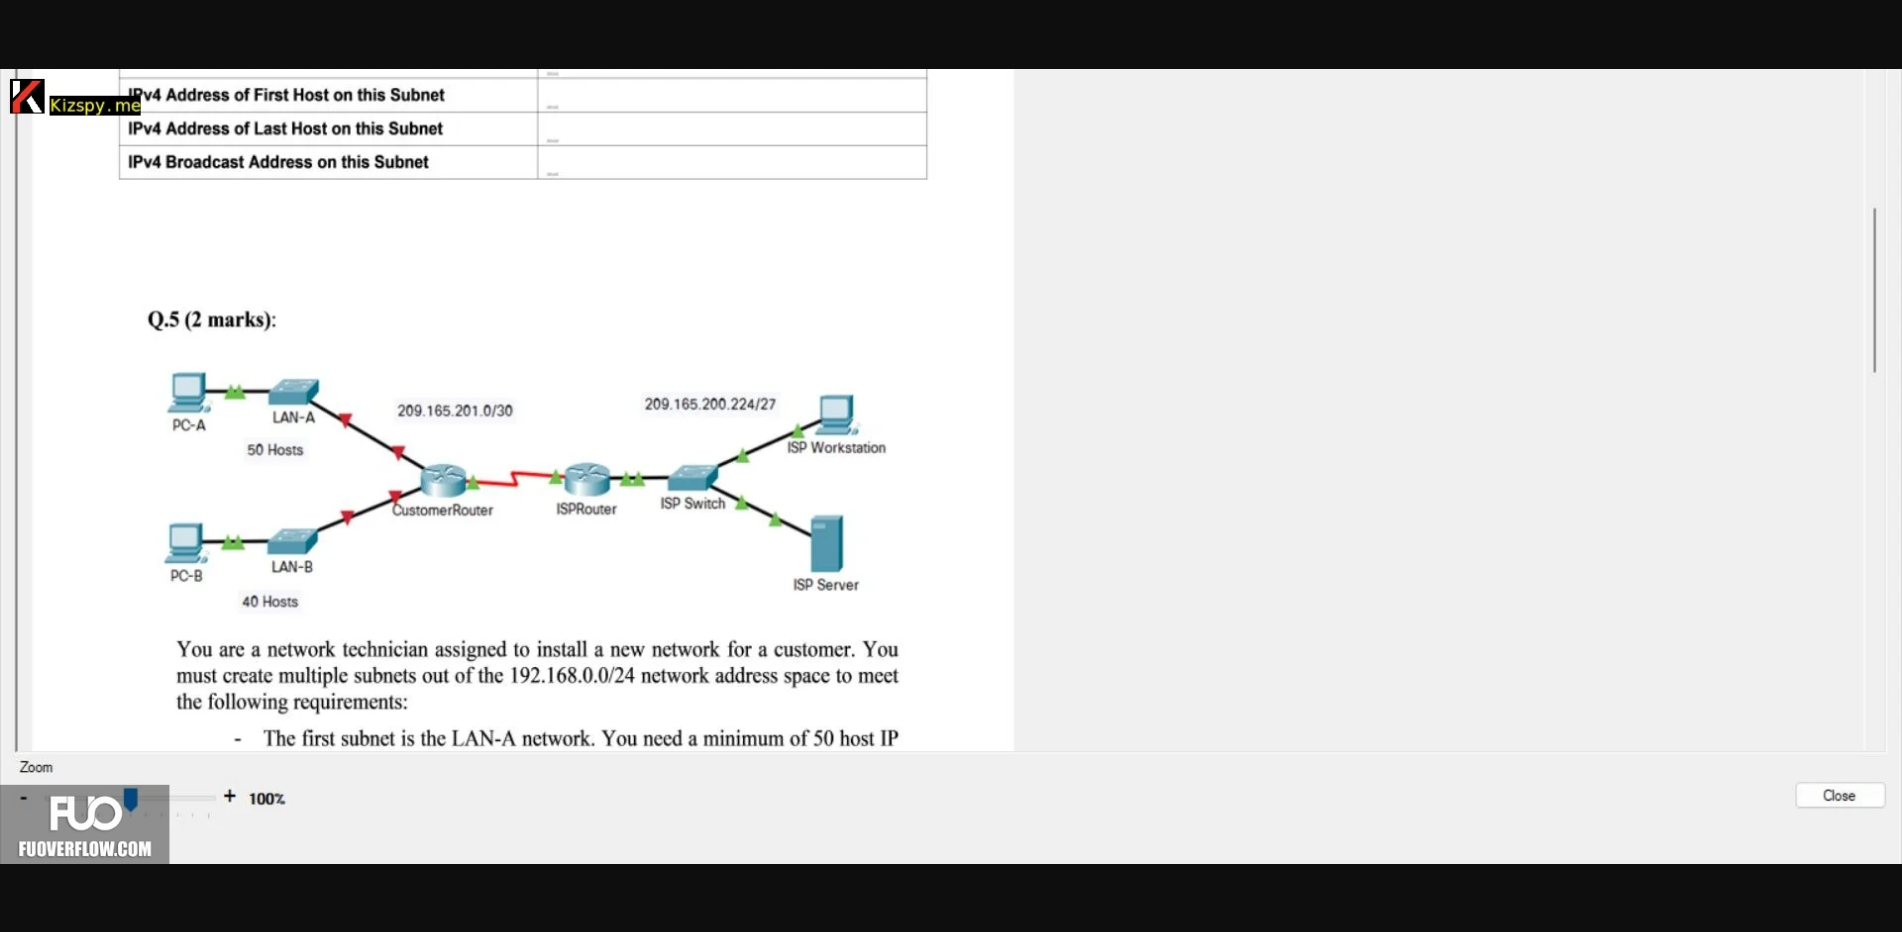 IPv4 Address of First Host on this Subnet
Kizspy.me
IPv4 Address of Last Host on this Subnet
IPv4 Broadcast Address on this Subnet
Q.5 (2 marks):
209.165.201.0/30
209.165.200.224/27
LAN-A
PC-A
50 Hosts
ISP Workstation
CustomerRouter
ISPRouter
ISP Switch
LAN-B
PC-B
ISP Server
40 Hosts
You are a network technician assigned to install a new network for a customer. You
must create multiple subnets out of the 192.168.0.0/24 network address space to meet
the following requirements:
- The first subnet is the LAN-A network. You need a minimum of 50 host IP
Zoom
- + 100%
Close
FUO
FUOVERFLOW.COM